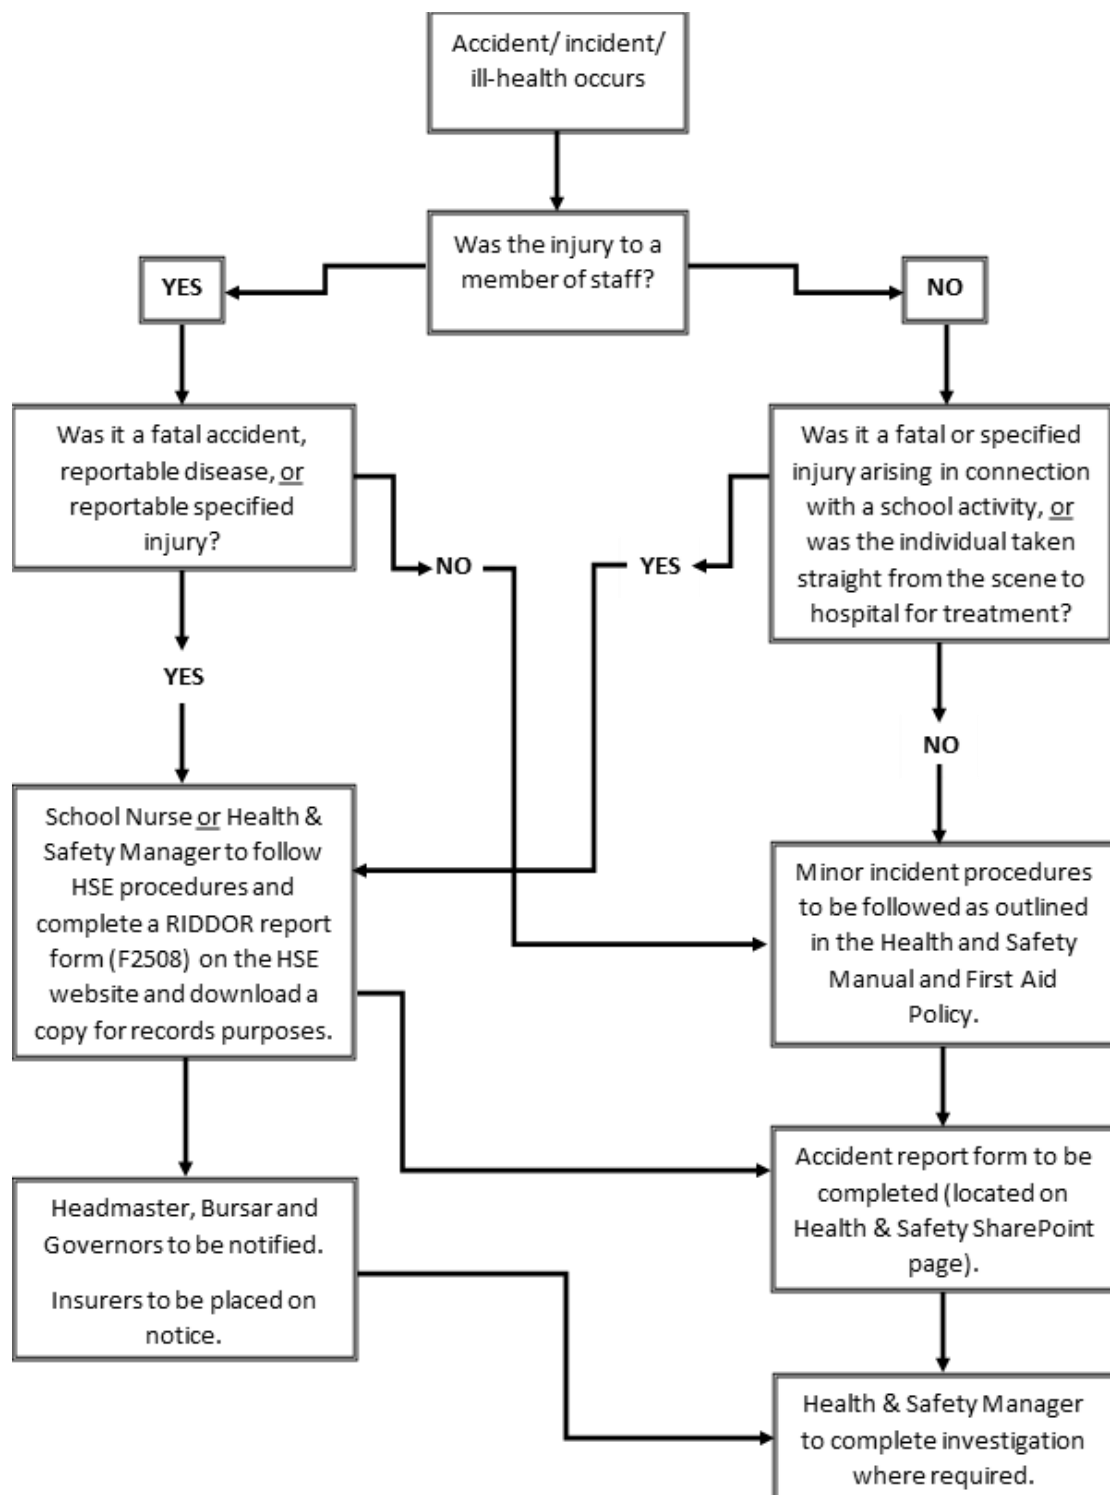 Accident/ incident/
ill-health occurs
Was the injury to a
member of staff?
YES
NO
Was it a fatal accident,
reportable disease, or
reportable specified
injury?
Was it a fatal or specified
injury arising in connection
with a school activity, or
was the individual taken
straight from the scene to
hospital for treatment?
NO
YES
YES
NO
School Nurse or Health &
Safety Manager to follow
HSE procedures and
complete a RIDDOR report
form (F2508) on the HSE
website and download a
copy for records purposes.
Minor incident procedures
to be followed as outlined
in the Health and Safety
Manual and First Aid
Policy.
Headmaster, Bursar and
Governors to be notified.
Insurers to be placed on
notice.
Accident report form to be
completed (located on
Health & Safety SharePoint
page).
Health & Safety Manager
to complete investigation
where required.